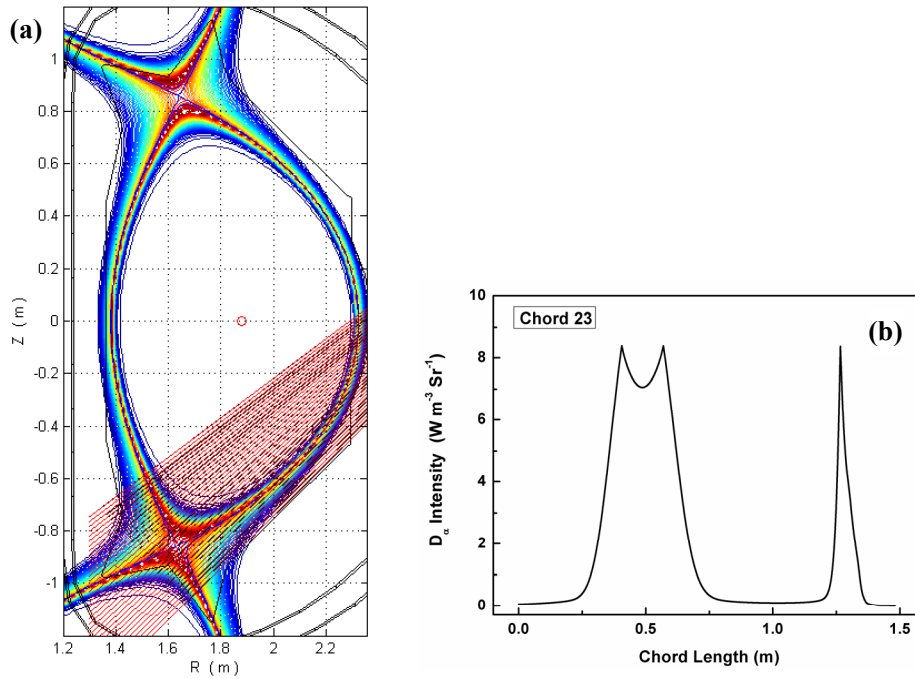 (a)
1
0.8
0.6
0.4
0.2
0
-0.2
-0.4
-0.6
-0.8
-1
Z ( m )
1.2 1.4 1.6 1.8 2 2.2
R ( m )
10
8
6
4
2
0
Chord 23
(b)
Dα Intensity (W m⁻³ Sr⁻¹)
0.0 0.5 1.0 1.5
Chord Length (m)